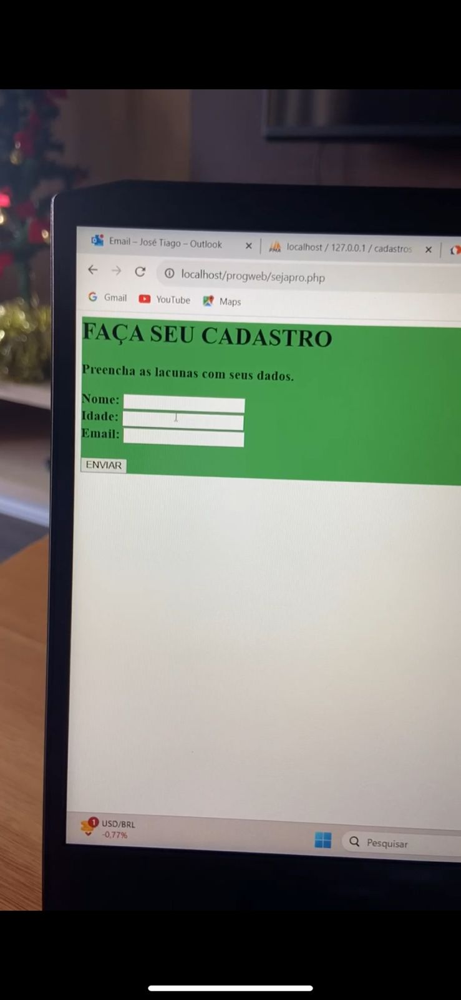 Email – José Tiago – Outlook
localhost / 127.0.0.1 / cadastros
localhost/progweb/sejapro.php
Gmail
YouTube
Maps
FAÇA SEU CADASTRO
Preencha as lacunas com seus dados.
Nome:
Idade:
Email:
ENVIAR
1
USD/BRL
-0,77%
Pesquisar